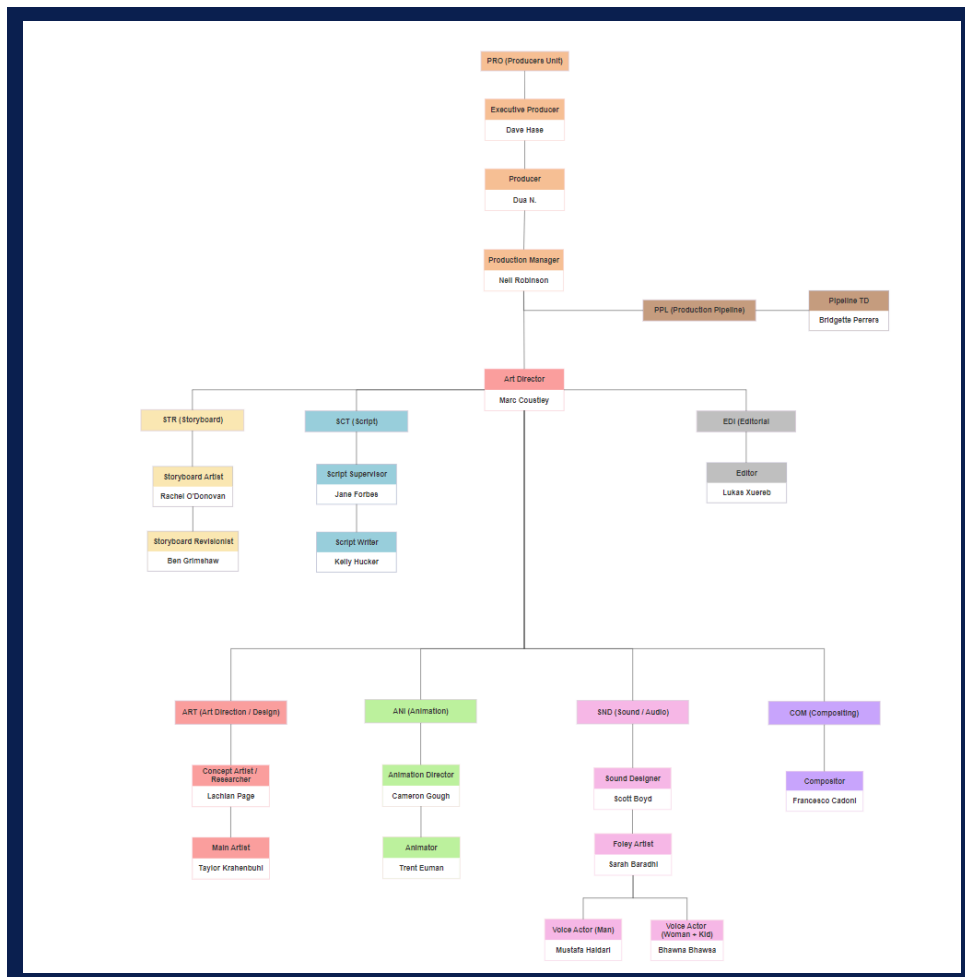 PRO (Producers Unit)
Executive Producer
Dave Hase
Producer
Dua N.
Production Manager
Neil Robinson
PPL (Production Pipeline)
Pipeline TD
Bridgette Perrers
Art Director
Marc Coustley
STR (Storyboard)
Storyboard Artist
Rachel O'Donovan
Storyboard Revisionist
Ben Grimshaw
SCT (Script)
Script Supervisor
Jane Forbes
Script Writer
Kelly Hucker
EDI (Editorial
Editor
Lukas Xuereb
ART (Art Direction / Design)
Concept Artist /
Researcher
Lachlan Page
Main Artist
Taylor Krahenbuhl
ANI (Animation)
Animation Director
Cameron Gough
Animator
Trent Euman
SND (Sound / Audio)
Sound Designer
Scott Boyd
Foley Artist
Sarah Baradhi
Voice Actor (Man)
Mustafa Haidari
Voice Actor
(Woman + Kid)
Bhawna Bhawsa
COM (Compositing)
Compositor
Francesco Cadoni